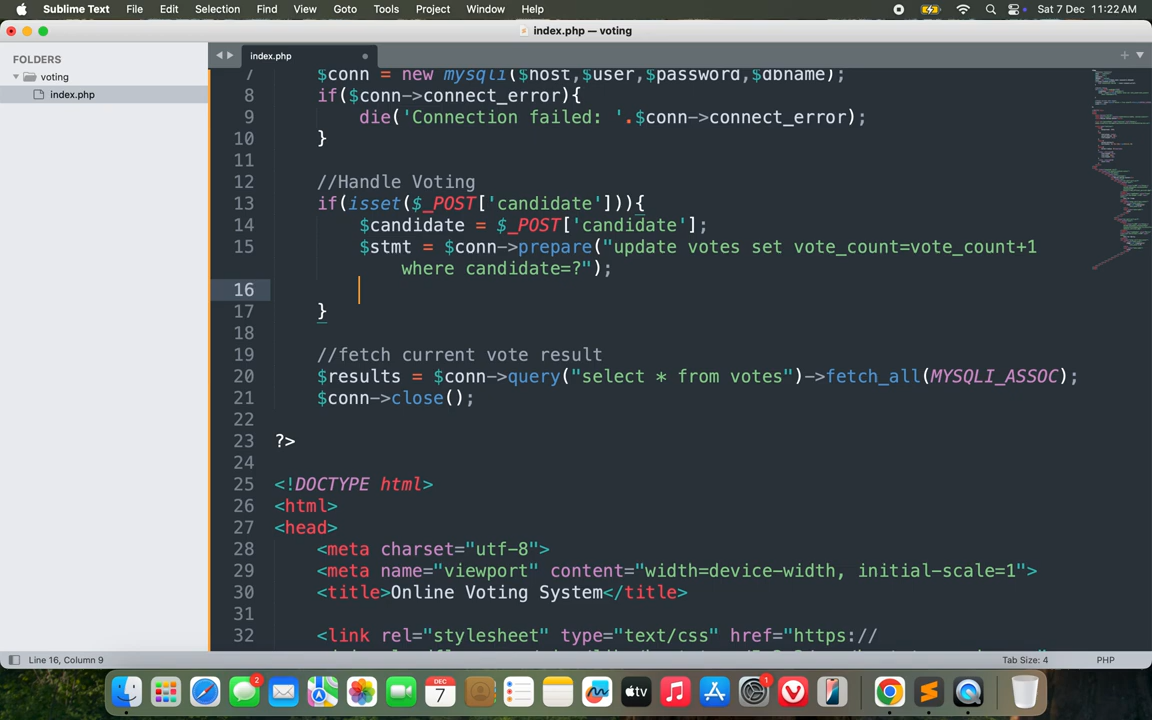 Sublime Text File Edit Selection Find View Goto Tools Project Window Help Sat 7 Dec 11:22 AM
index.php — voting
FOLDERS
voting
index.php
index.php
7 $conn = new mysqli($host,$user,$password,$dbname);
8 if($conn->connect_error){
9 die('Connection failed: '.$conn->connect_error);
10 }
11
12 //Handle Voting
13 if(isset($_POST['candidate'])){
14 $candidate = $_POST['candidate'];
15 $stmt = $conn->prepare("update votes set vote_count=vote_count+1
where candidate=?");
16
17 }
18
19 //fetch current vote result
20 $results = $conn->query("select * from votes")->fetch_all(MYSQLI_ASSOC);
21 $conn->close();
22
23 ?>
24
25 <!DOCTYPE html>
26 <html>
27 <head>
28 <meta charset="utf-8">
29 <meta name="viewport" content="width=device-width, initial-scale=1">
30 <title>Online Voting System</title>
31
32 <link rel="stylesheet" type="text/css" href="https://
Line 16, Column 9 Tab Size: 4 PHP
2 DEC 7 tv 1